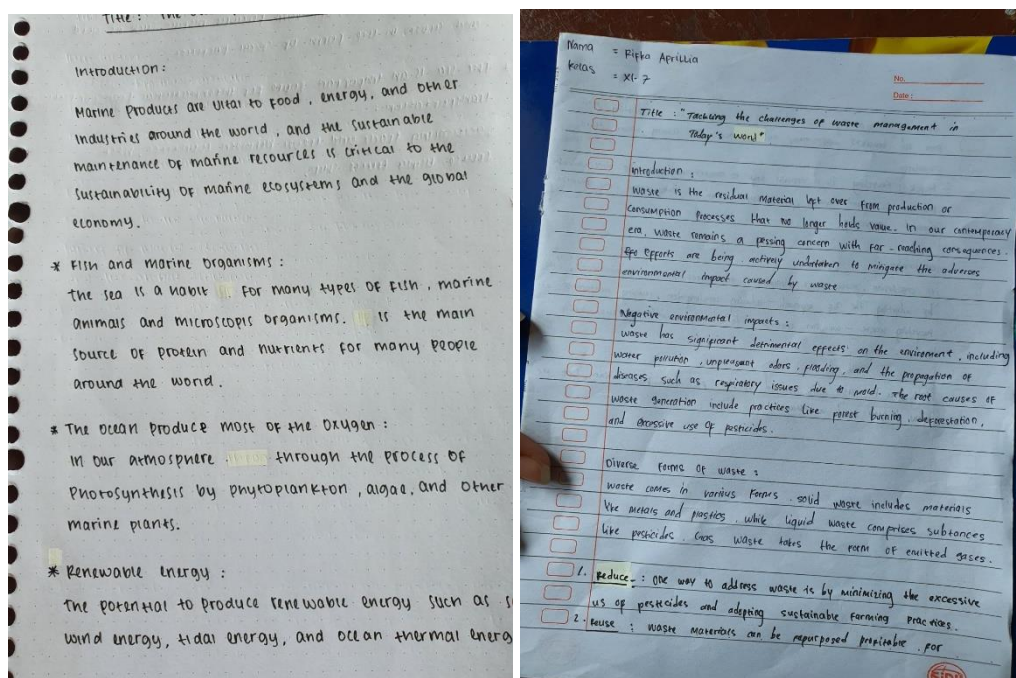 Title: The
Introduction:
Marine Produces are vital to food, energy, and other
Industries around the world, and the sustainable
maintenance of marine resources is critical to the
sustainability of marine ecosystems and the global
economy.
* Fish and marine organisms:
the sea is a habit for many types of fish, marine
animals and microscopis organisms. is the main
source of protein and nutrients for many people
around the world.
* The ocean produce most of the oxygen:
In our atmosphere through the process of
photosynthesis by phytoplankton, algae, and other
marine plants.
* Renewable energy:
The potential to produce renewable energy such as
wind energy, tidal energy, and ocean thermal energ
Nama = Fifka Aprillia
Kelas = XI-7
No.
Date:
Title : "Tackling the challenges of waste management in
Today's world"
introduction :
waste is the residual material left over from production or
consumption processes that no longer holds value. In our contemporary
era, waste remains a pessing concern with far-reaching consequences.
efforts are being actively undertaken to mingate the adverses
environmental impact caused by waste
Negative environmental impacts :
waste has significant detrimental effects on the enviroment, including
water pollution, unpleasant odors, flooding, and the propagation of
diseases such as respiratory issues due to mold. The root causes of
waste generation include practices like forest burning, deforestation,
and excessive use of pesticides.
Diverse forms of waste :
waste comes in various forms. solid waste includes materials
like metals and plastics, while liquid waste comprises subtances
like pesticides. Gas waste takes the form of emitted gases.
1. Reduce : one way to address waste is by minimizing the excessive
us of pesticides and adopting sustainable farming practices.
2. Reuse : waste materials can be repurposed profitable. for
SIDU